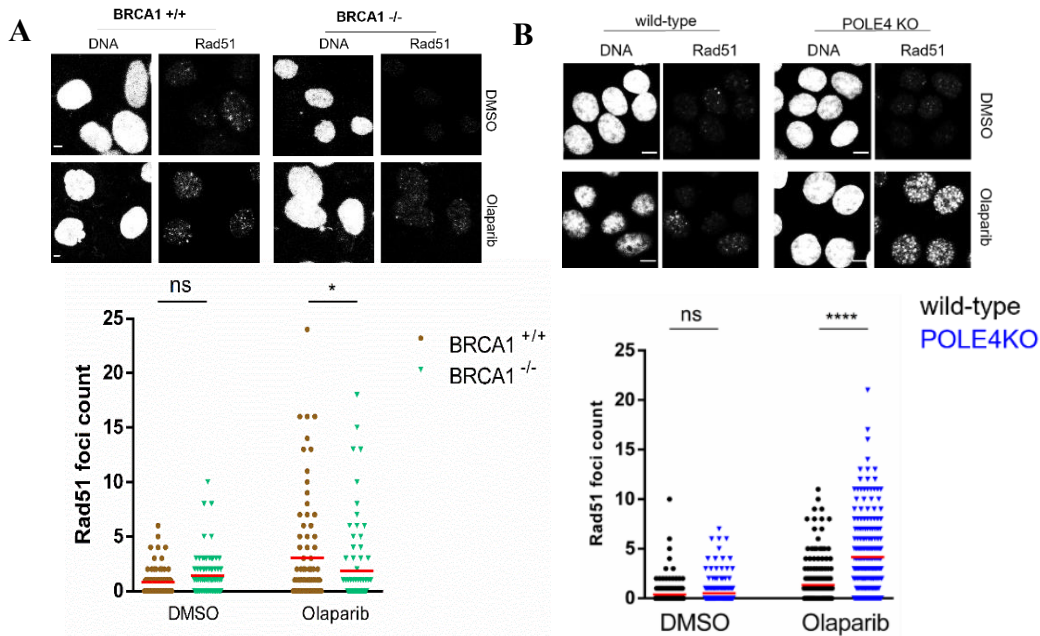 A
BRCA1 +/+
BRCA1 -/-
DNA
Rad51
DNA
Rad51
DMSO
Olaparib
ns
*
25
20
15
10
5
0
Rad51 foci count
DMSO
Olaparib
BRCA1 +/+
BRCA1 -/-
B
wild-type
POLE4 KO
DNA
Rad51
DNA
Rad51
DMSO
Olaparib
ns
****
wild-type
POLE4KO
25
20
15
10
5
0
Rad51 foci count
DMSO
Olaparib